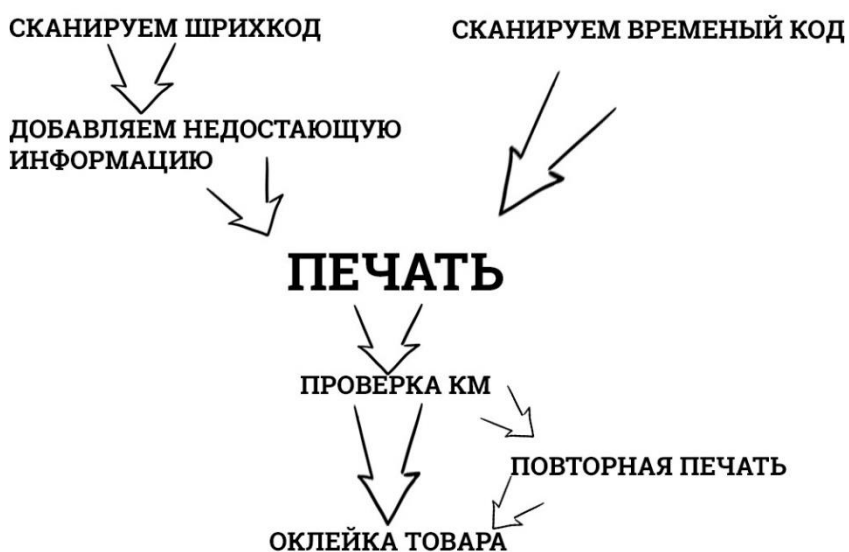 СКАНИРУЕМ ШРИХКОД
СКАНИРУЕМ ВРЕМЕНЫЙ КОД
ДОБАВЛЯЕМ НЕДОСТАЮЩУЮ
ИНФОРМАЦИЮ
ПЕЧАТЬ
ПРОВЕРКА КМ
ПОВТОРНАЯ ПЕЧАТЬ
ОКЛЕЙКА ТОВАРА